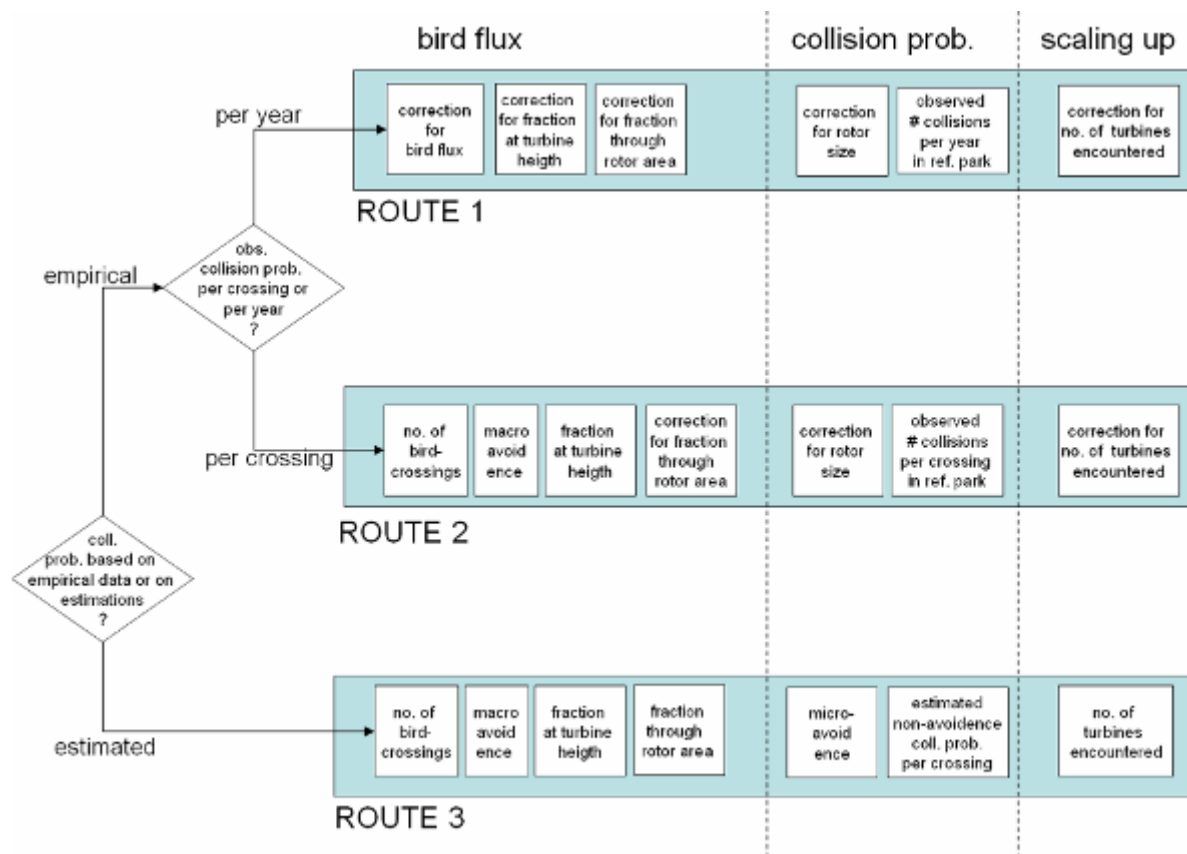 bird flux
collision prob.
scaling up
per year
correction
for
bird flux
correction
for fraction
at turbine
heigth
correction
for fraction
through
rotor area
correction
for rotor
size
observed
# collisions
per year
in ref. park
correction for
no. of turbines
encountered
ROUTE 1
empirical
obs.
collision prob.
per crossing or
per year
?
per crossing
no. of
bird-
crossings
macro
avoid
ence
fraction
at turbine
heigth
correction
for fraction
through
rotor area
correction
for rotor
size
observed
# collisions
per crossing
in ref. park
correction for
no. of turbines
encountered
ROUTE 2
coll.
prob. based on
empirical data or on
estimations
?
estimated
no. of
bird-
crossings
macro
avoid
ence
fraction
at turbine
heigth
fraction
through
rotor area
micro-
avoid
ence
estimated
non-avoidence
coll. prob.
per crossing
no. of
turbines
encountered
ROUTE 3